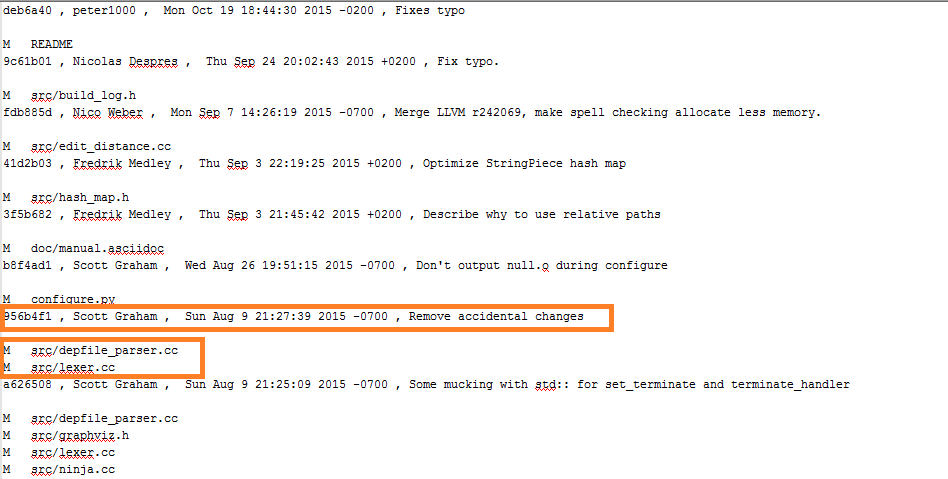 deb6a40 , peter1000 ,  Mon Oct 19 18:44:30 2015 -0200 , Fixes typo
M   README
9c61b01 , Nicolas Despres ,  Thu Sep 24 20:02:43 2015 +0200 , Fix typo.
M   src/build_log.h
fdb885d , Nico Weber ,  Mon Sep 7 14:26:19 2015 -0700 , Merge LLVM r242069, make spell checking allocate less memory.
M   src/edit_distance.cc
41d2b03 , Fredrik Medley ,  Thu Sep 3 22:19:25 2015 +0200 , Optimize StringPiece hash map
M   src/hash_map.h
3f5b682 , Fredrik Medley ,  Thu Sep 3 21:45:42 2015 +0200 , Describe why to use relative paths
M   doc/manual.asciidoc
b8f4ad1 , Scott Graham ,  Wed Aug 26 19:51:15 2015 -0700 , Don't output null.o during configure
M   configure.py
956b4f1 , Scott Graham ,  Sun Aug 9 21:27:39 2015 -0700 , Remove accidental changes
M   src/depfile_parser.cc
M   src/lexer.cc
a626508 , Scott Graham ,  Sun Aug 9 21:25:09 2015 -0700 , Some mucking with std:: for set_terminate and terminate_handler
M   src/depfile_parser.cc
M   src/graphviz.h
M   src/lexer.cc
M   src/ninja.cc